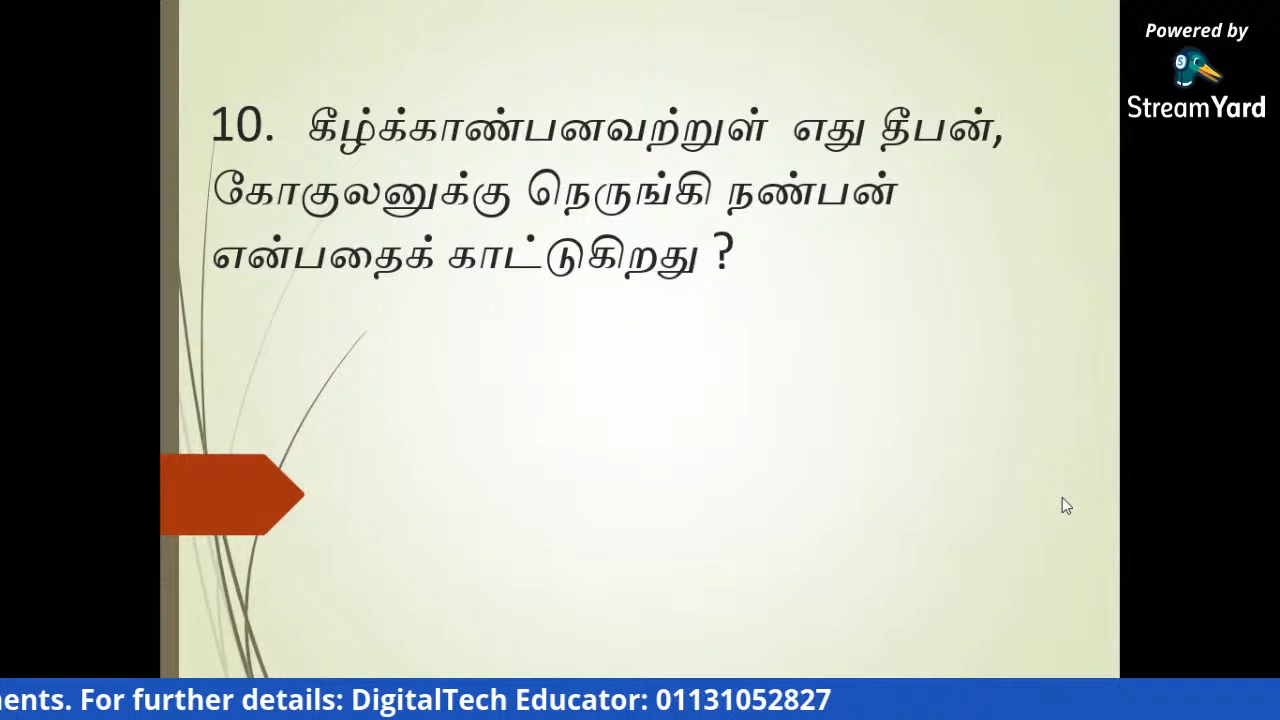 Powered by
StreamYard
10. கீழ்க்காண்பனவற்றுள் எது தீபன்,
கோகுலனுக்கு நெருங்கி நண்பன்
என்பதைக் காட்டுகிறது ?
ents. For further details: DigitalTech Educator: 01131052827